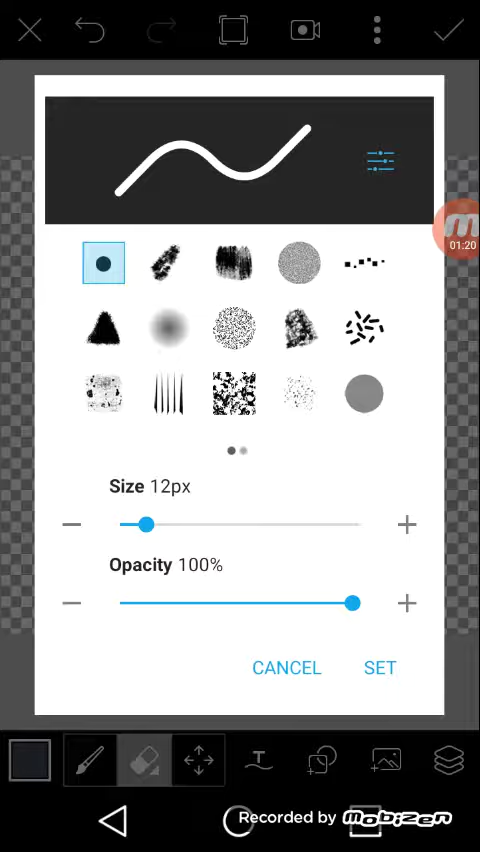 01:20
Size 12px
Opacity 100%
CANCEL SET
T
Recorded by Mobizen